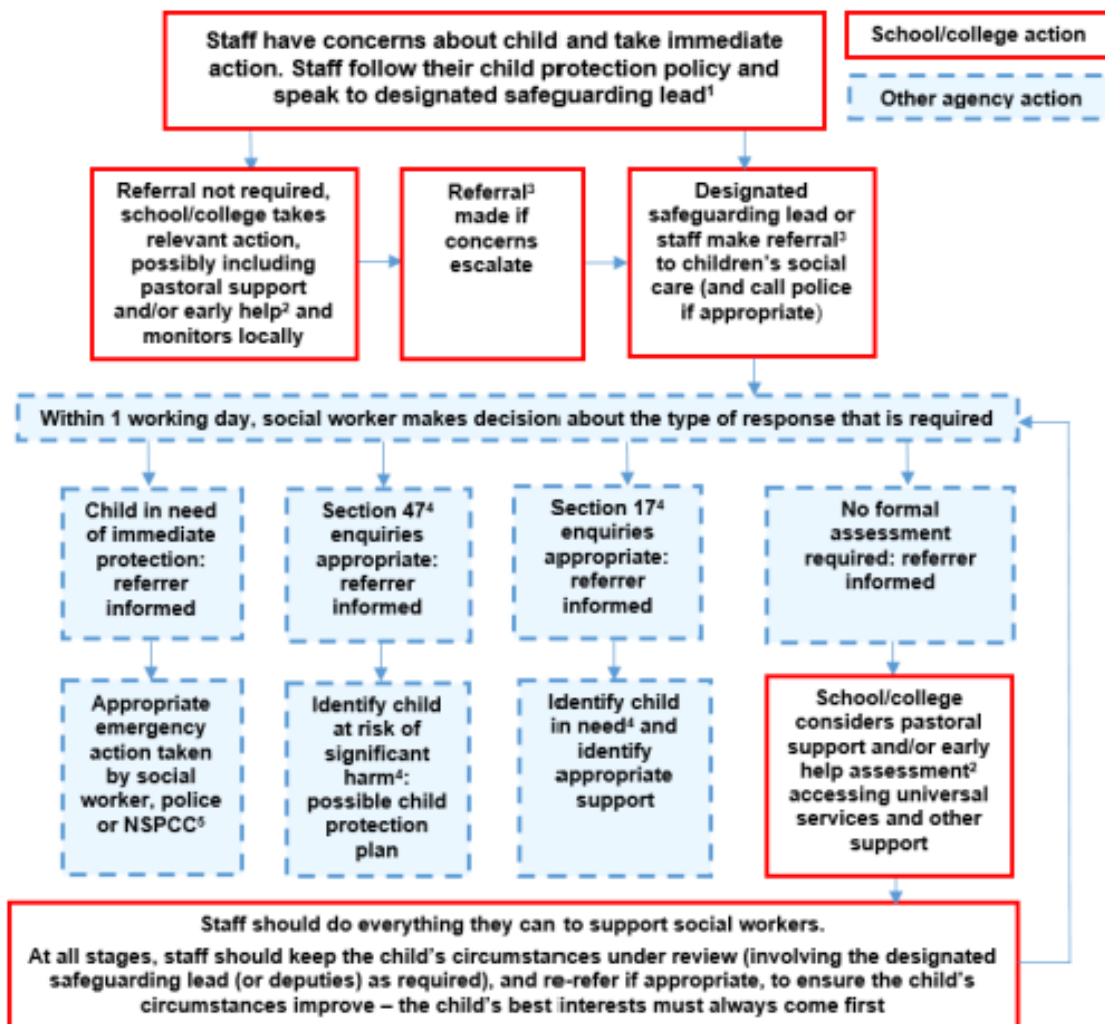 Staff have concerns about child and take immediate
action. Staff follow their child protection policy and
speak to designated safeguarding lead¹
School/college action
Other agency action
Referral not required,
school/college takes
relevant action,
possibly including
pastoral support
and/or early help² and
monitors locally
Referral³
made if
concerns
escalate
Designated
safeguarding lead or
staff make referral³
to children's social
care (and call police
if appropriate)
Within 1 working day, social worker makes decision about the type of response that is required
Child in need
of immediate
protection:
referrer
informed
Section 47⁴
enquiries
appropriate:
referrer
informed
Section 17⁴
enquiries
appropriate:
referrer
informed
No formal
assessment
required: referrer
informed
Appropriate
emergency
action taken
by social
worker, police
or NSPCC⁵
Identify child
at risk of
significant
harm⁴:
possible child
protection
plan
Identify child
in need⁴ and
identify
appropriate
support
School/college
considers pastoral
support and/or early
help assessment²
accessing universal
services and other
support
Staff should do everything they can to support social workers.
At all stages, staff should keep the child's circumstances under review (involving the designated
safeguarding lead (or deputies) as required), and re-refer if appropriate, to ensure the child's
circumstances improve – the child's best interests must always come first